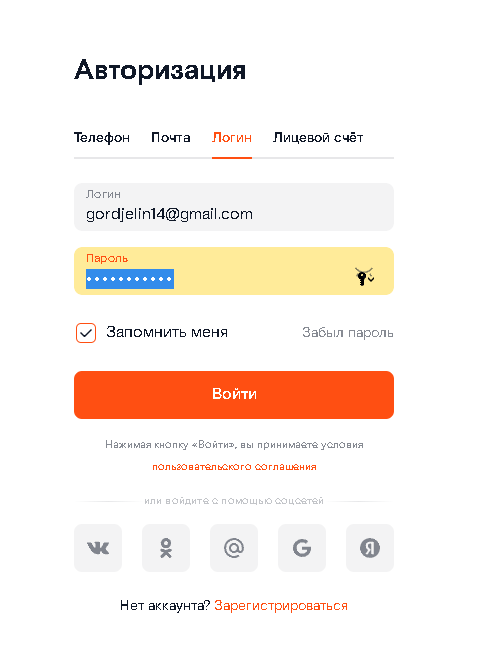 Авторизация
Телефон Почта Логин Лицевой счёт
Логин
gordjelin14@gmail.com
Пароль
•••••••••••
Запомнить меня Забыл пароль
Войти
Нажимая кнопку «Войти», вы принимаете условия
пользовательского соглашения
или войдите с помощью соцсетей
Нет аккаунта? Зарегистрироваться